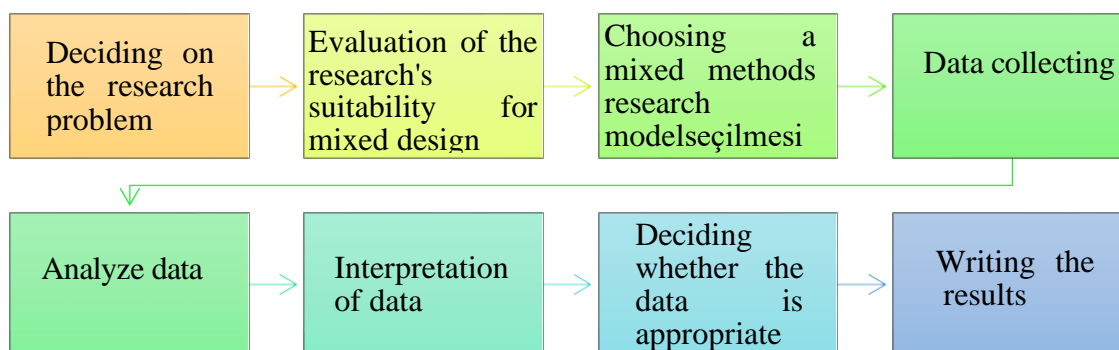 Deciding on
the research
problem
Evaluation of the
research's
suitability for
mixed design
Choosing a
mixed methods
research
modelseçilmesi
Data collecting
Analyze data
Interpretation
of data
Deciding
whether the
data is
appropriate
Writing the
results